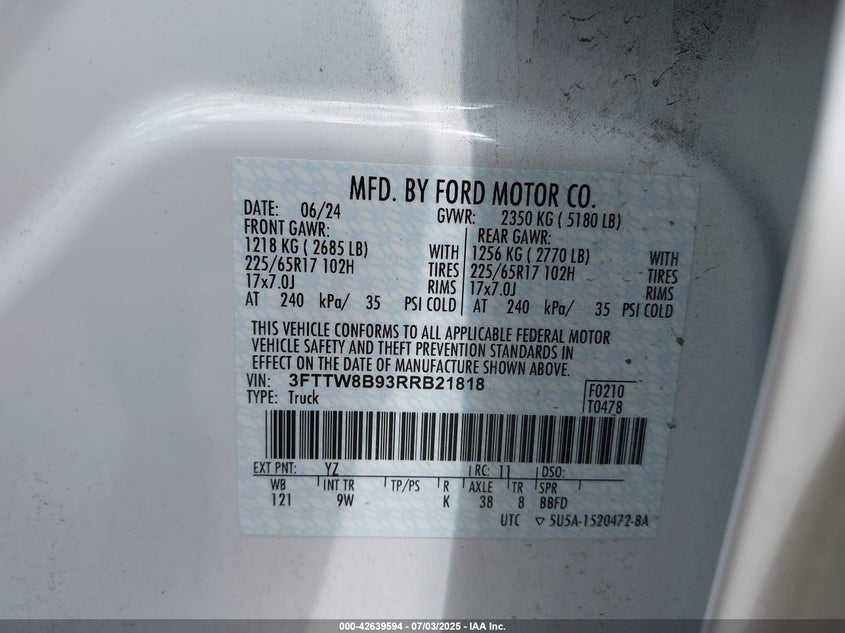 MFD. BY FORD MOTOR CO.
DATE: 06/24 GVWR: 2350 KG ( 5180 LB)
FRONT GAWR: REAR GAWR:
1218 KG ( 2685 LB) WITH 1256 KG ( 2770 LB) WITH
225/65R17 102H TIRES 225/65R17 102H TIRES
17x7.0J RIMS 17x7.0J RIMS
AT 240 kPa/ 35 PSI COLD AT 240 kPa/ 35 PSI COLD
THIS VEHICLE CONFORMS TO ALL APPLICABLE FEDERAL MOTOR
VEHICLE SAFETY AND THEFT PREVENTION STANDARDS IN
EFFECT ON THE DATE OF MANUFACTURE SHOWN ABOVE.
VIN: 3FTTW8B93RRB21818
TYPE: Truck
F0210
T0478
EXT PNT: YZ RC: 11 DSO:
WB INT TR TP/PS R AXLE TR SPR
121 9W K 38 8 BBFD
UTC ▽ 5U5A-1520472-BA
000-42639594 - 07/03/2025 - IAA Inc.